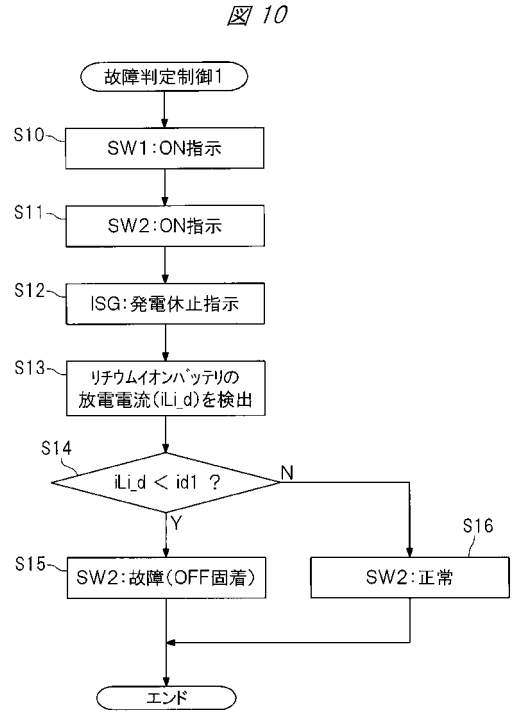 図 10
故障判定制御1
S10
SW1:ON指示
S11
SW2:ON指示
S12
ISG:発電休止指示
S13
リチウムイオンバッテリの
放電電流(iLi_d)を検出
S14
iLi_d < id1 ?
N
Y
S15
SW2:故障(OFF固着)
S16
SW2:正常
エンド